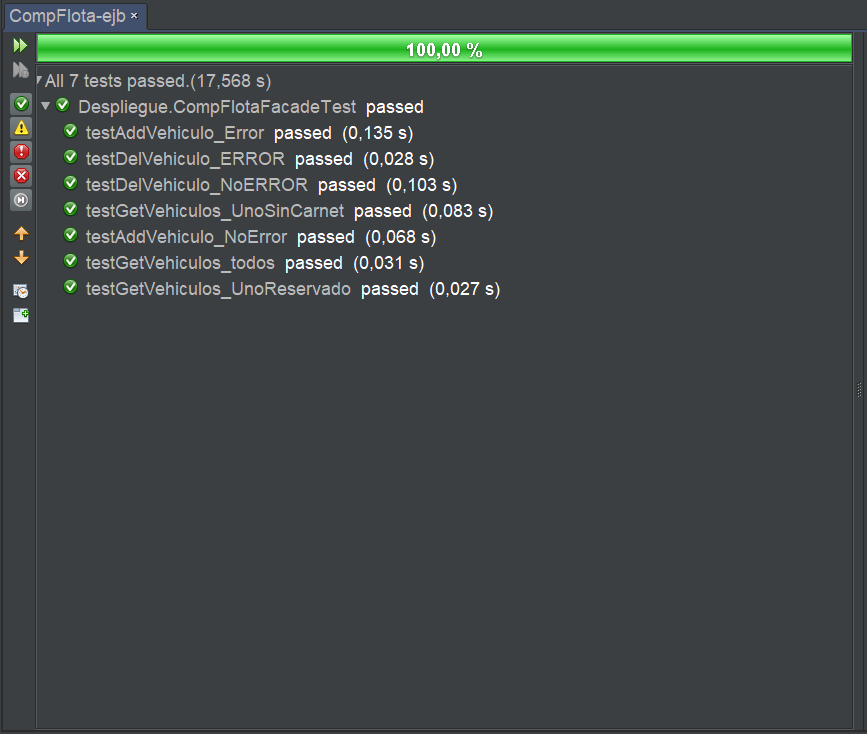 CompFlota-ejb ×
100,00 %
All 7 tests passed.(17,568 s)
Despliegue.CompFlotaFacadeTest passed
testAddVehiculo_Error passed (0,135 s)
testDelVehiculo_ERROR passed (0,028 s)
testDelVehiculo_NoERROR passed (0,103 s)
testGetVehiculos_UnoSinCarnet passed (0,083 s)
testAddVehiculo_NoError passed (0,068 s)
testGetVehiculos_todos passed (0,031 s)
testGetVehiculos_UnoReservado passed (0,027 s)